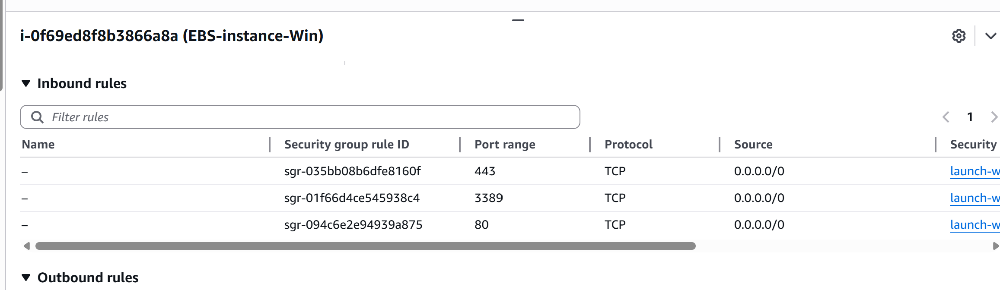 i-0f69ed8f8b3866a8a (EBS-instance-Win)
Inbound rules
Filter rules
1
Name Security group rule ID Port range Protocol Source Security
– sgr-035bb08b6dfe8160f 443 TCP 0.0.0.0/0 launch-w
– sgr-01f66d4ce545938c4 3389 TCP 0.0.0.0/0 launch-w
– sgr-094c6e2e94939a875 80 TCP 0.0.0.0/0 launch-w
Outbound rules